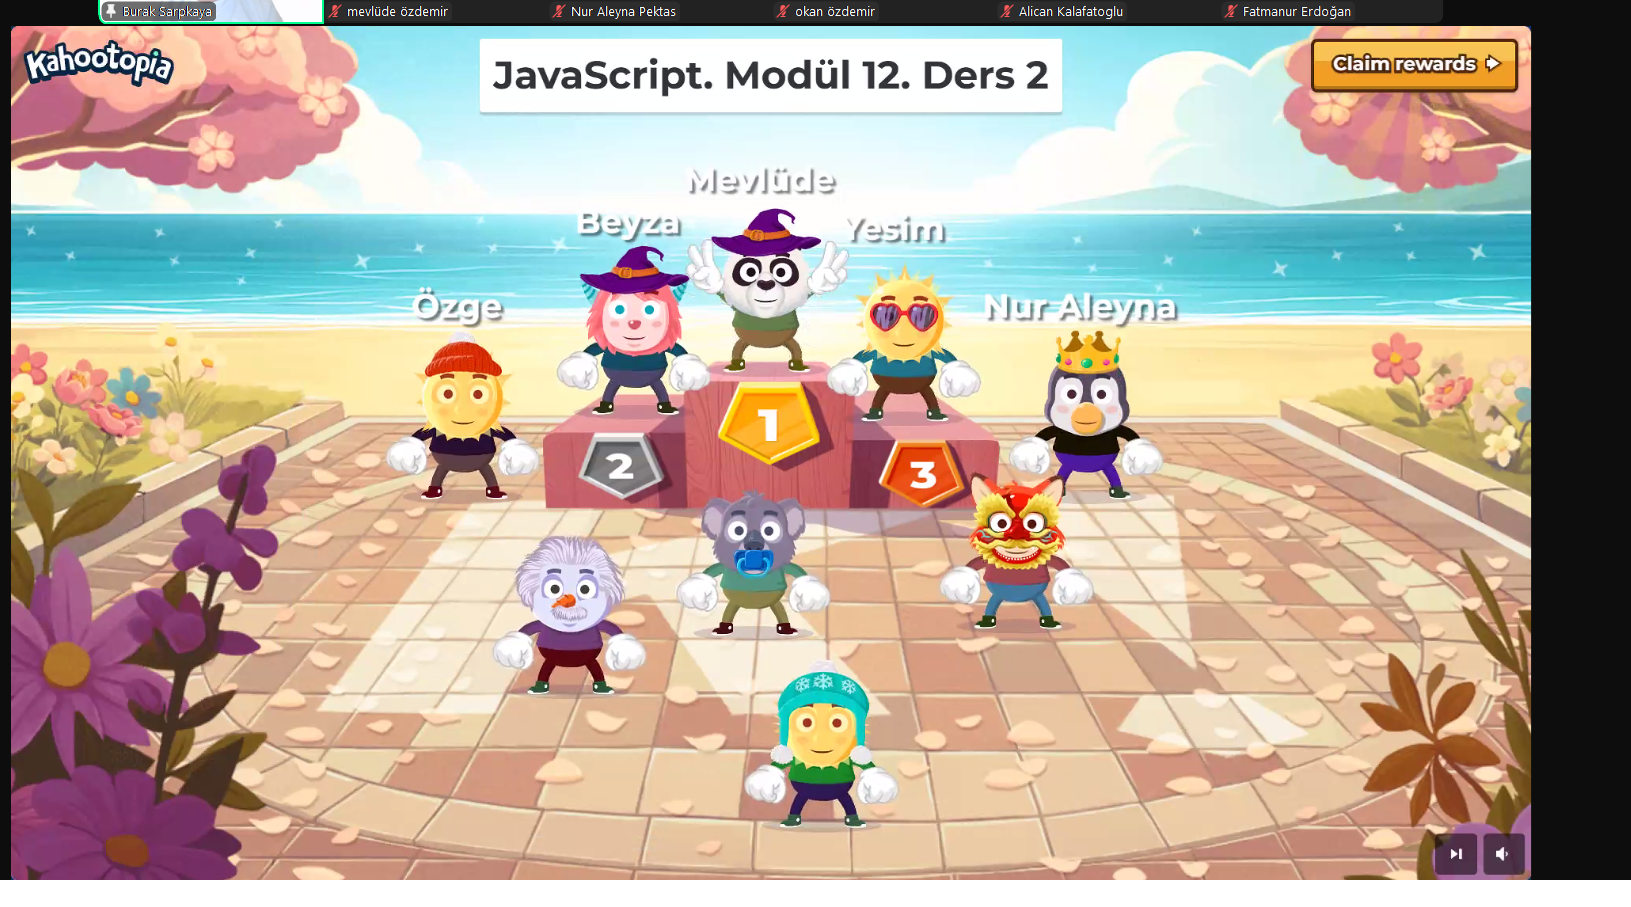 Burak Sarpkaya
mevlüde özdemir
Nur Aleyna Pektas
okan özdemir
Alican Kalafatoglu
Fatmanur Erdoğan
Kahootopia
JavaScript. Modül 12. Ders 2
Claim rewards
Mevlüde
Beyza
Yesim
Özge
Nur Aleyna
1
2
3